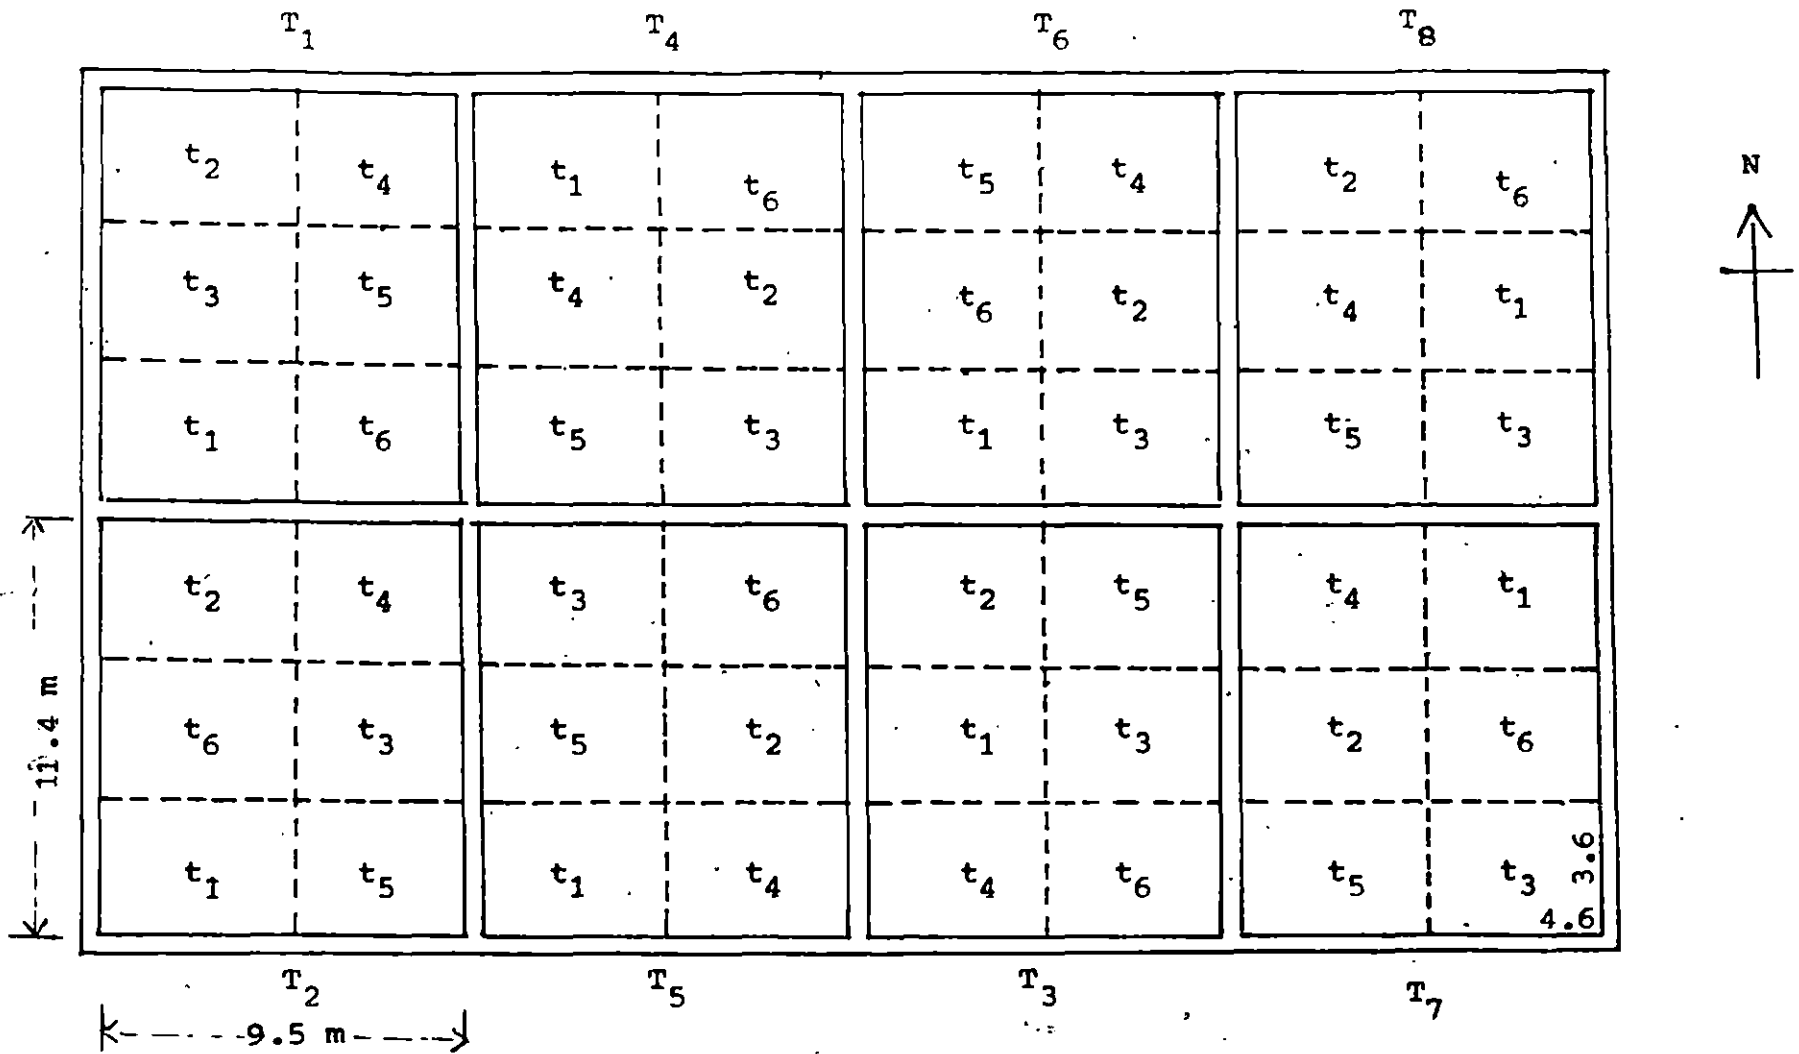 T1 T4 T6 T8
N
t2 t4 t1 t6 t5 t4 t2 t6
t3 t5 t4 t2 t6 t2 t4 t1
t1 t6 t5 t3 t1 t3 t5 t3
t2 t4 t3 t6 t2 t5 t4 t1
11.4 m
t6 t3 t5 t2 t1 t3 t2 t6
t1 t5 t1 t4 t4 t6 t5 t3
3.6
4.6
T2 T5 T3 T7
9.5 m